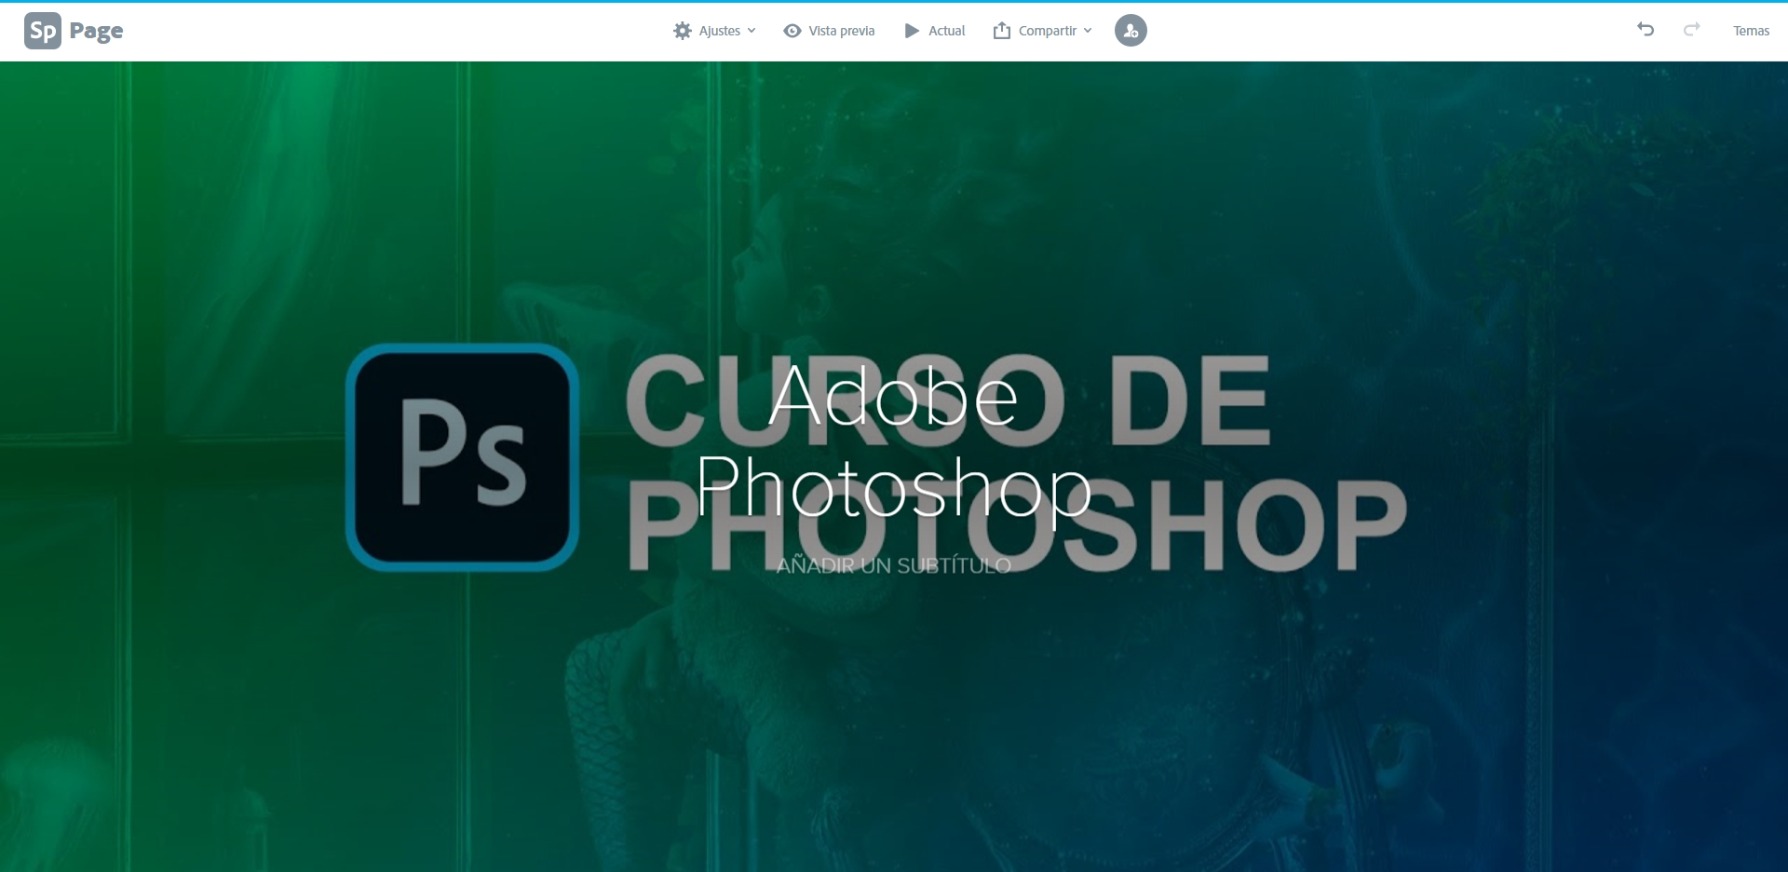 Sp Page
Ajustes
Vista previa
Actual
Compartir
Temas
Ps
CURSO DE
PHOTOSHOP
Adobe
Photoshop
AÑADIR UN SUBTÍTULO